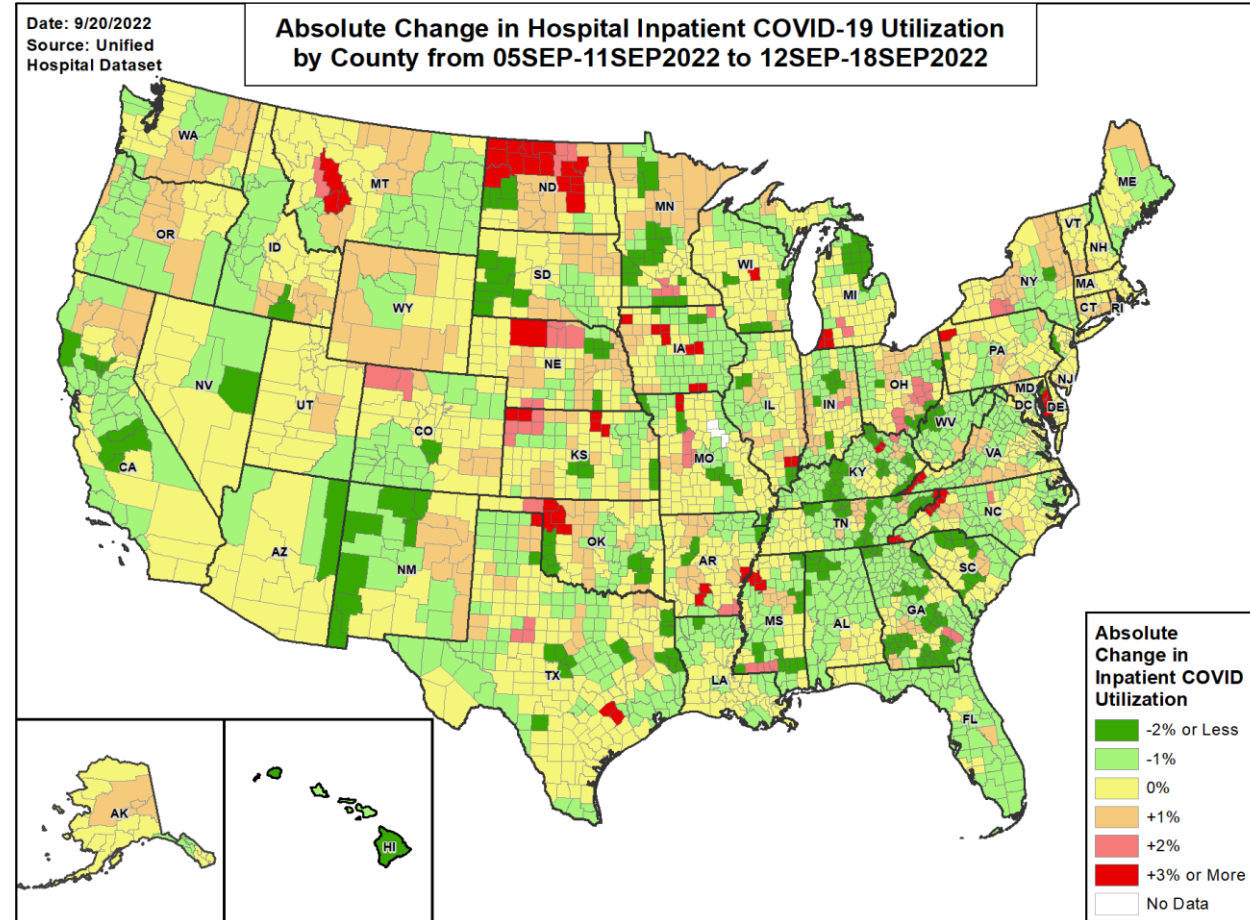 Date: 9/20/2022
Source: Unified
Hospital Dataset
Absolute Change in Hospital Inpatient COVID-19 Utilization
by County from 05SEP-11SEP2022 to 12SEP-18SEP2022
WA
MT
ND
MN
ME
OR
ID
SD
WI
MI
VT
NH
NY
MA
CT
RI
WY
NE
IA
PA
NJ
NV
UT
CO
IL
IN
OH
MD
DE
DC
WV
CA
KS
MO
KY
VA
AZ
NM
OK
AR
TN
NC
SC
TX
LA
MS
AL
GA
FL
AK
HI
Absolute
Change in
Inpatient COVID
Utilization
-2% or Less
-1%
0%
+1%
+2%
+3% or More
No Data